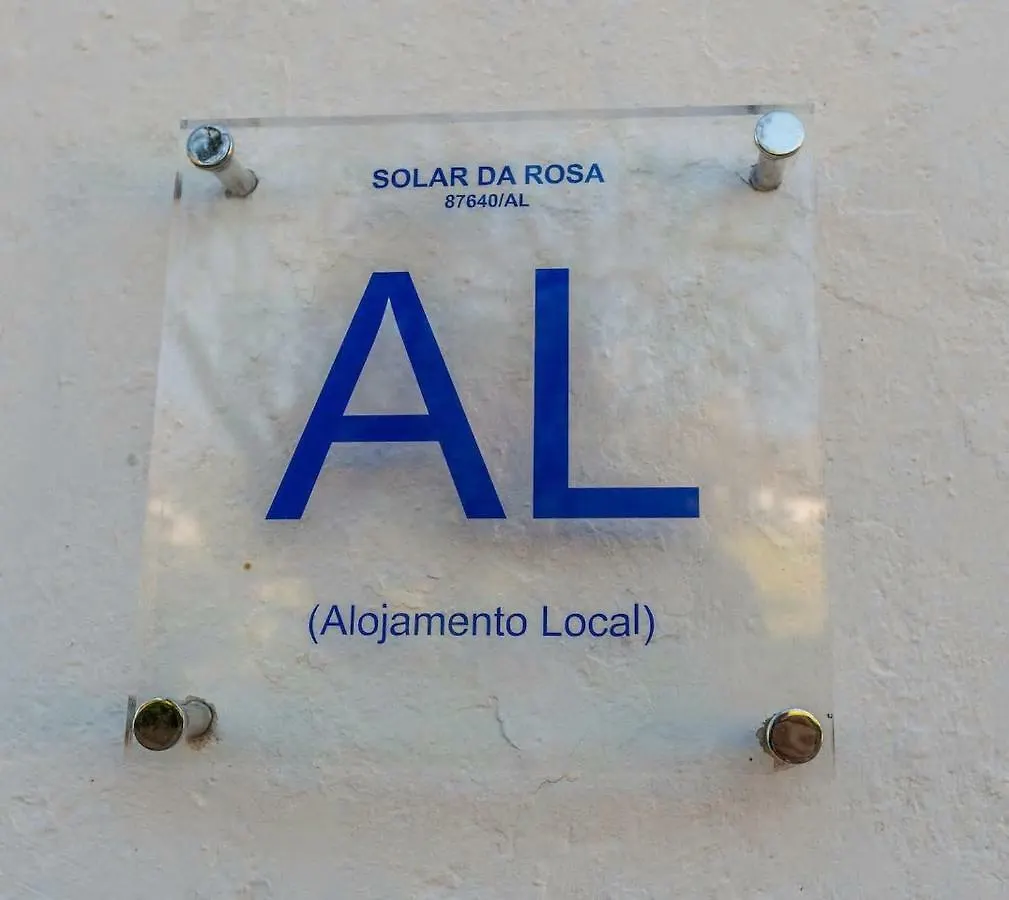 SOLAR DA ROSA
87640/AL
AL
(Alojamento Local)